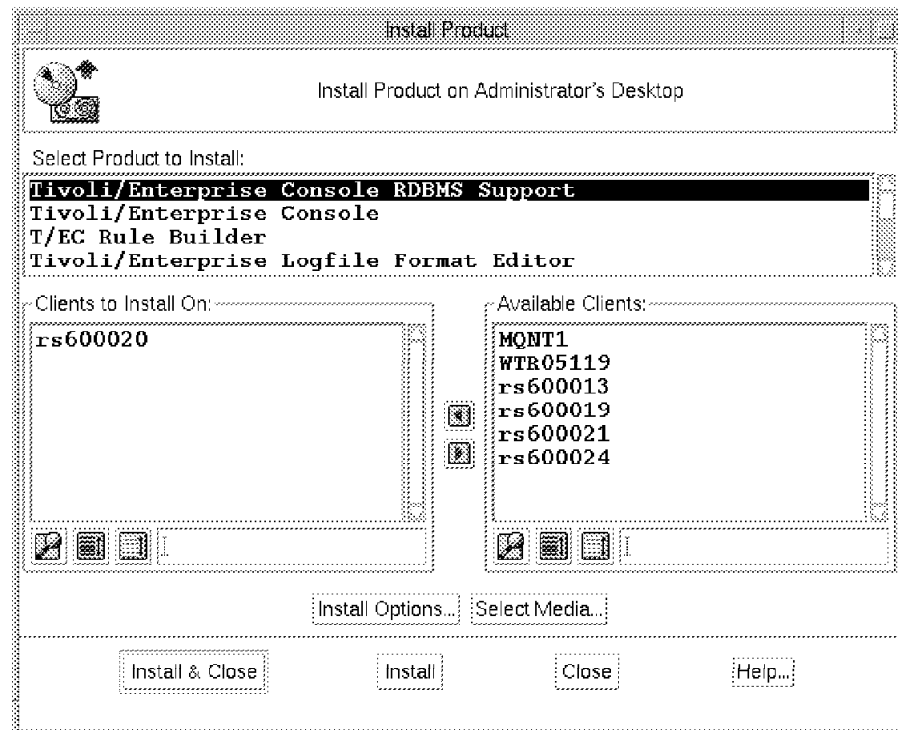 Install Product
Install Product on Administrator's Desktop
Select Product to Install:
Tivoli/Enterprise Console RDBMS Support
Tivoli/Enterprise Console
T/EC Rule Builder
Tivoli/Enterprise Logfile Format Editor
Clients to Install On:
rs600020
Available Clients:
MQNT1
WTR05119
rs600013
rs600019
rs600021
rs600024
Install Options...
Select Media...
Install & Close
Install
Close
Help...